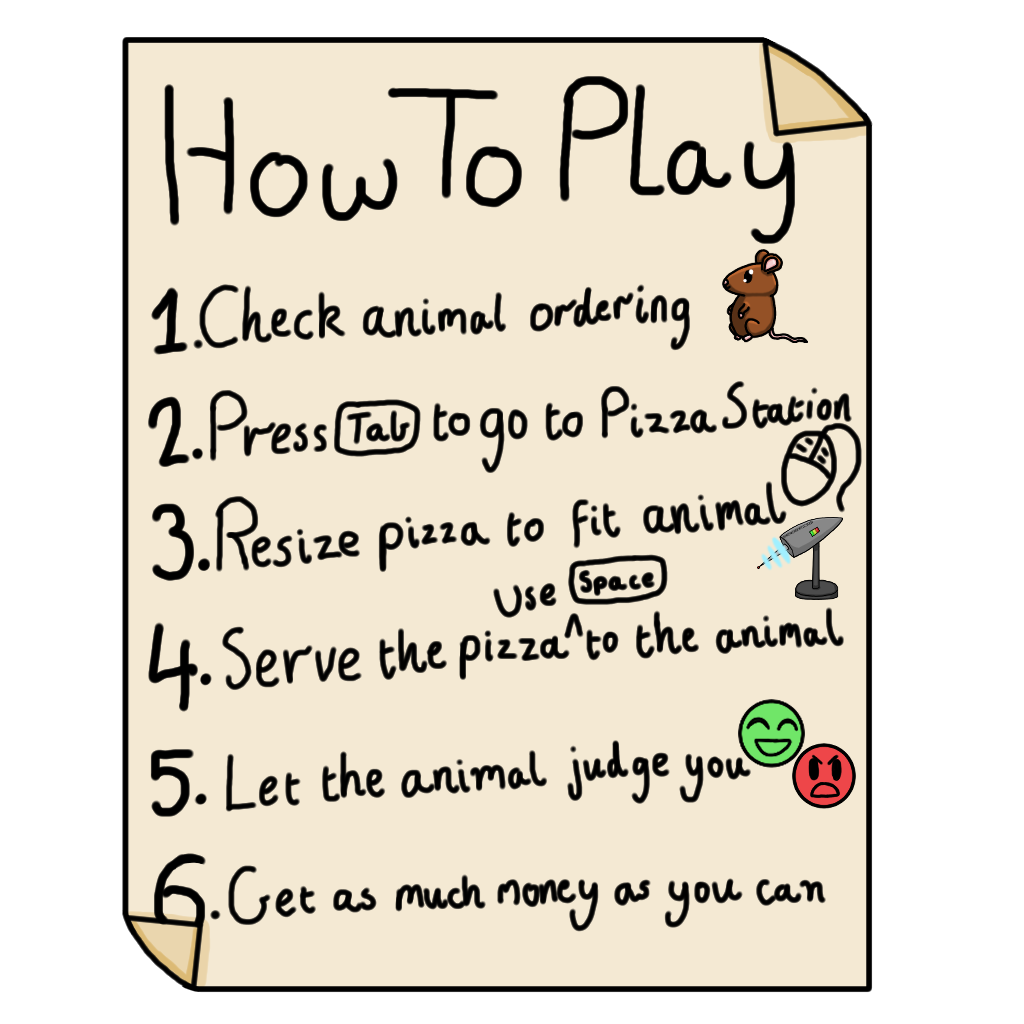 How To Play
1. Check animal ordering
2. Press Tab to go to Pizza Station
3. Resize pizza to fit animal
Use Space
4. Serve the pizza ^ to the animal
5. Let the animal judge you
6. Get as much money as you can